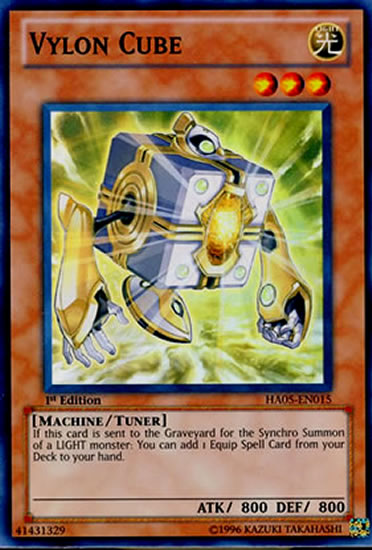 VYLON CUBE
LIGHT
光
1st Edition
HA05-EN015
[MACHINE/TUNER]
If this card is sent to the Graveyard for the Synchro Summon
of a LIGHT monster: You can add 1 Equip Spell Card from your
Deck to your hand.
ATK/ 800 DEF/ 800
41431329
©1996 KAZUKI TAKAHASHI